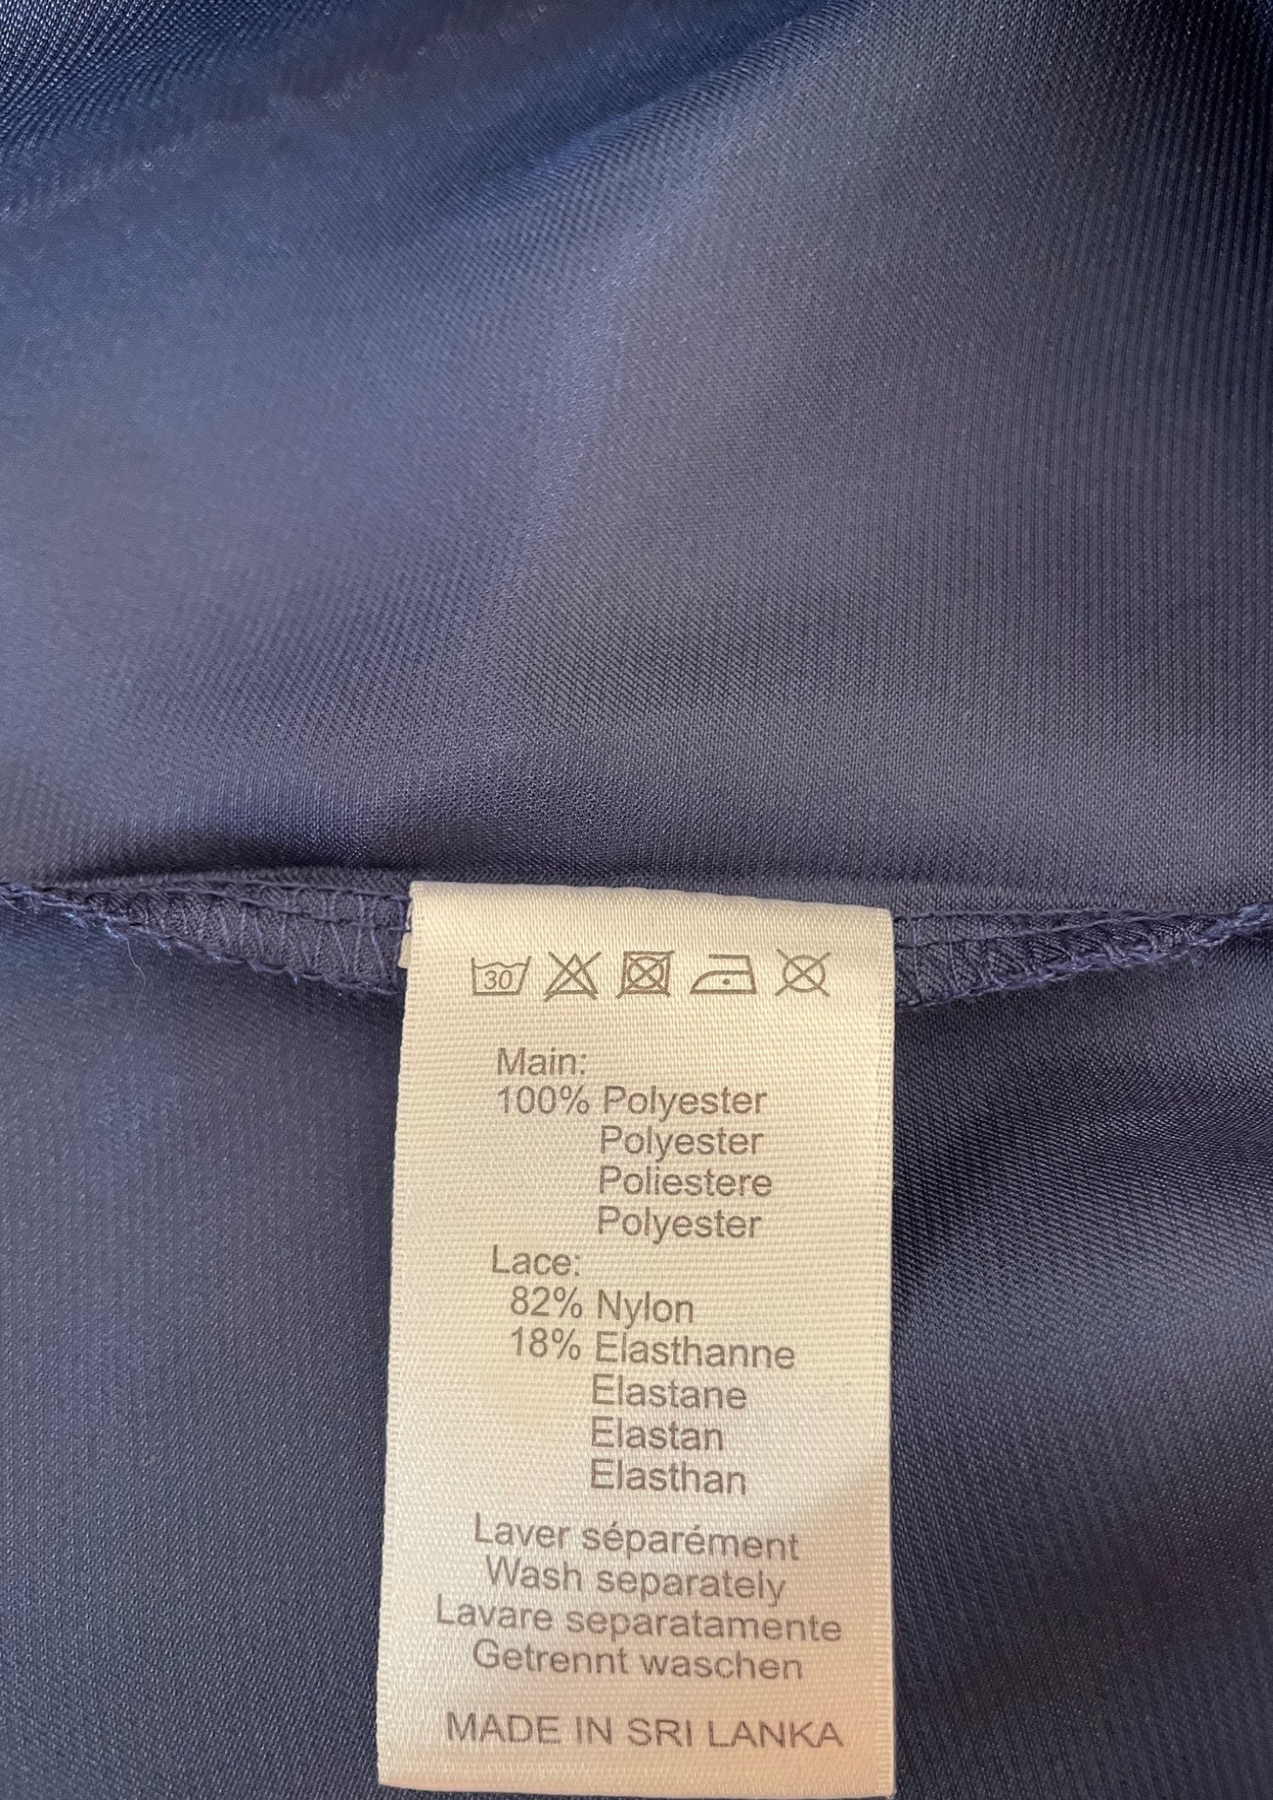 30
Main:
100% Polyester
Polyester
Poliestere
Polyester
Lace:
82% Nylon
18% Elasthanne
Elastane
Elastan
Elasthan
Laver séparément
Wash separately
Lavare separatamente
Getrennt waschen
MADE IN SRI LANKA